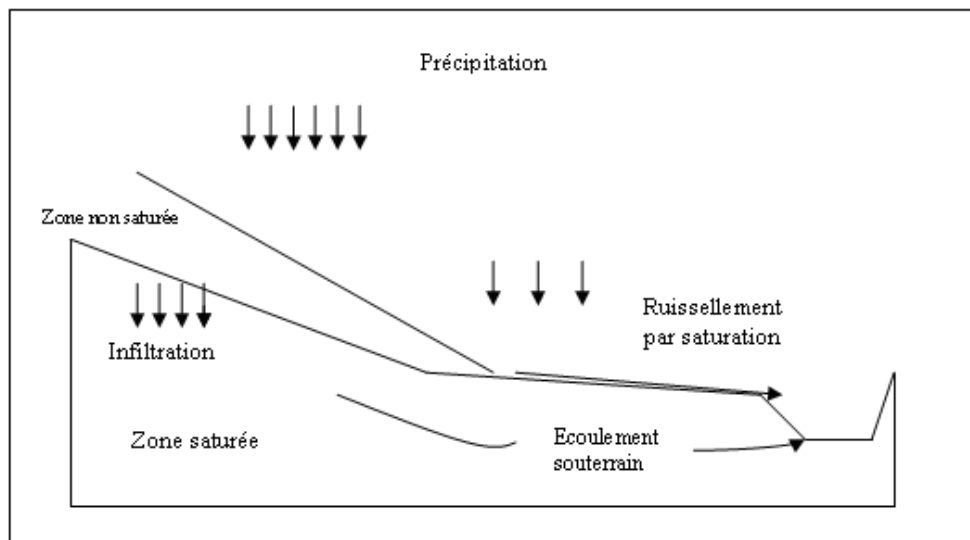 Précipitation
Zone non saturée
Ruissellement
par saturation
Infiltration
Zone saturée
Ecoulement
souterrain